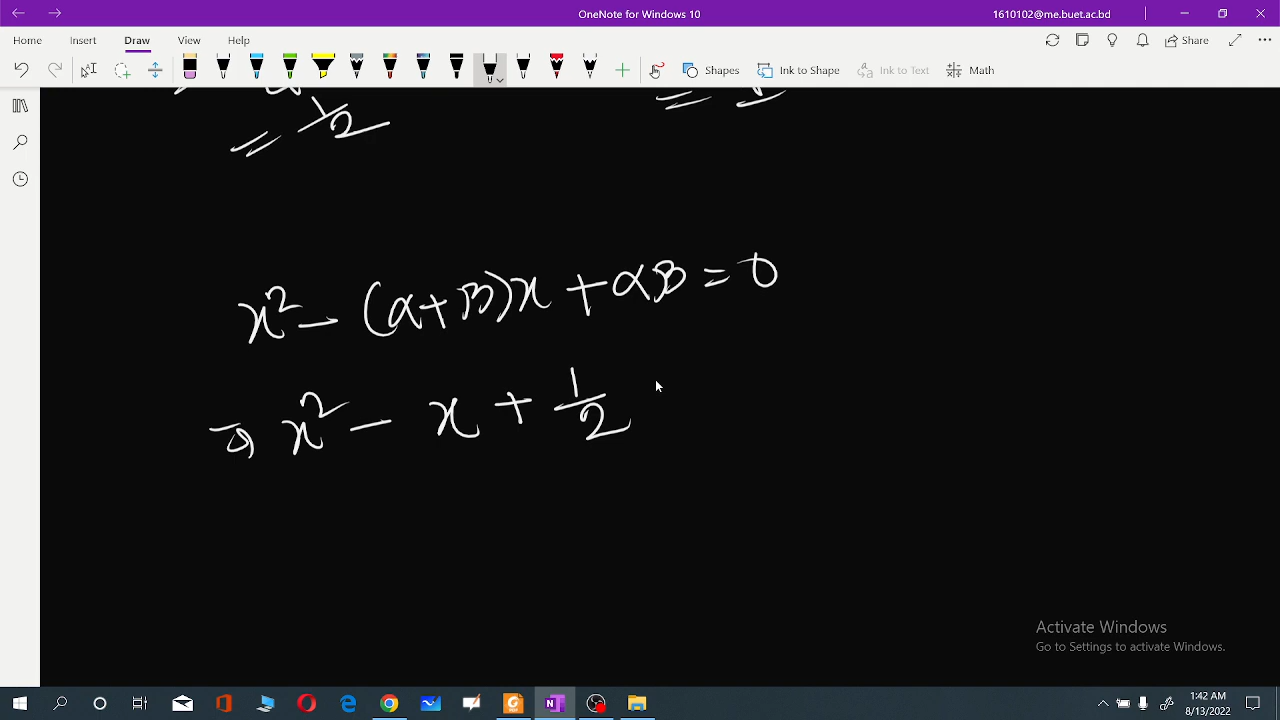 OneNote for Windows 10
1610102@me.buet.ac.bd
Home Insert Draw View Help
Share
Shapes Ink to Shape Ink to Text Math
= 1/2
=
x² - (α+β)x + αβ = 0
⇒ x² - x + 1/2
Activate Windows
Go to Settings to activate Windows.
1:42 AM
8/13/2022